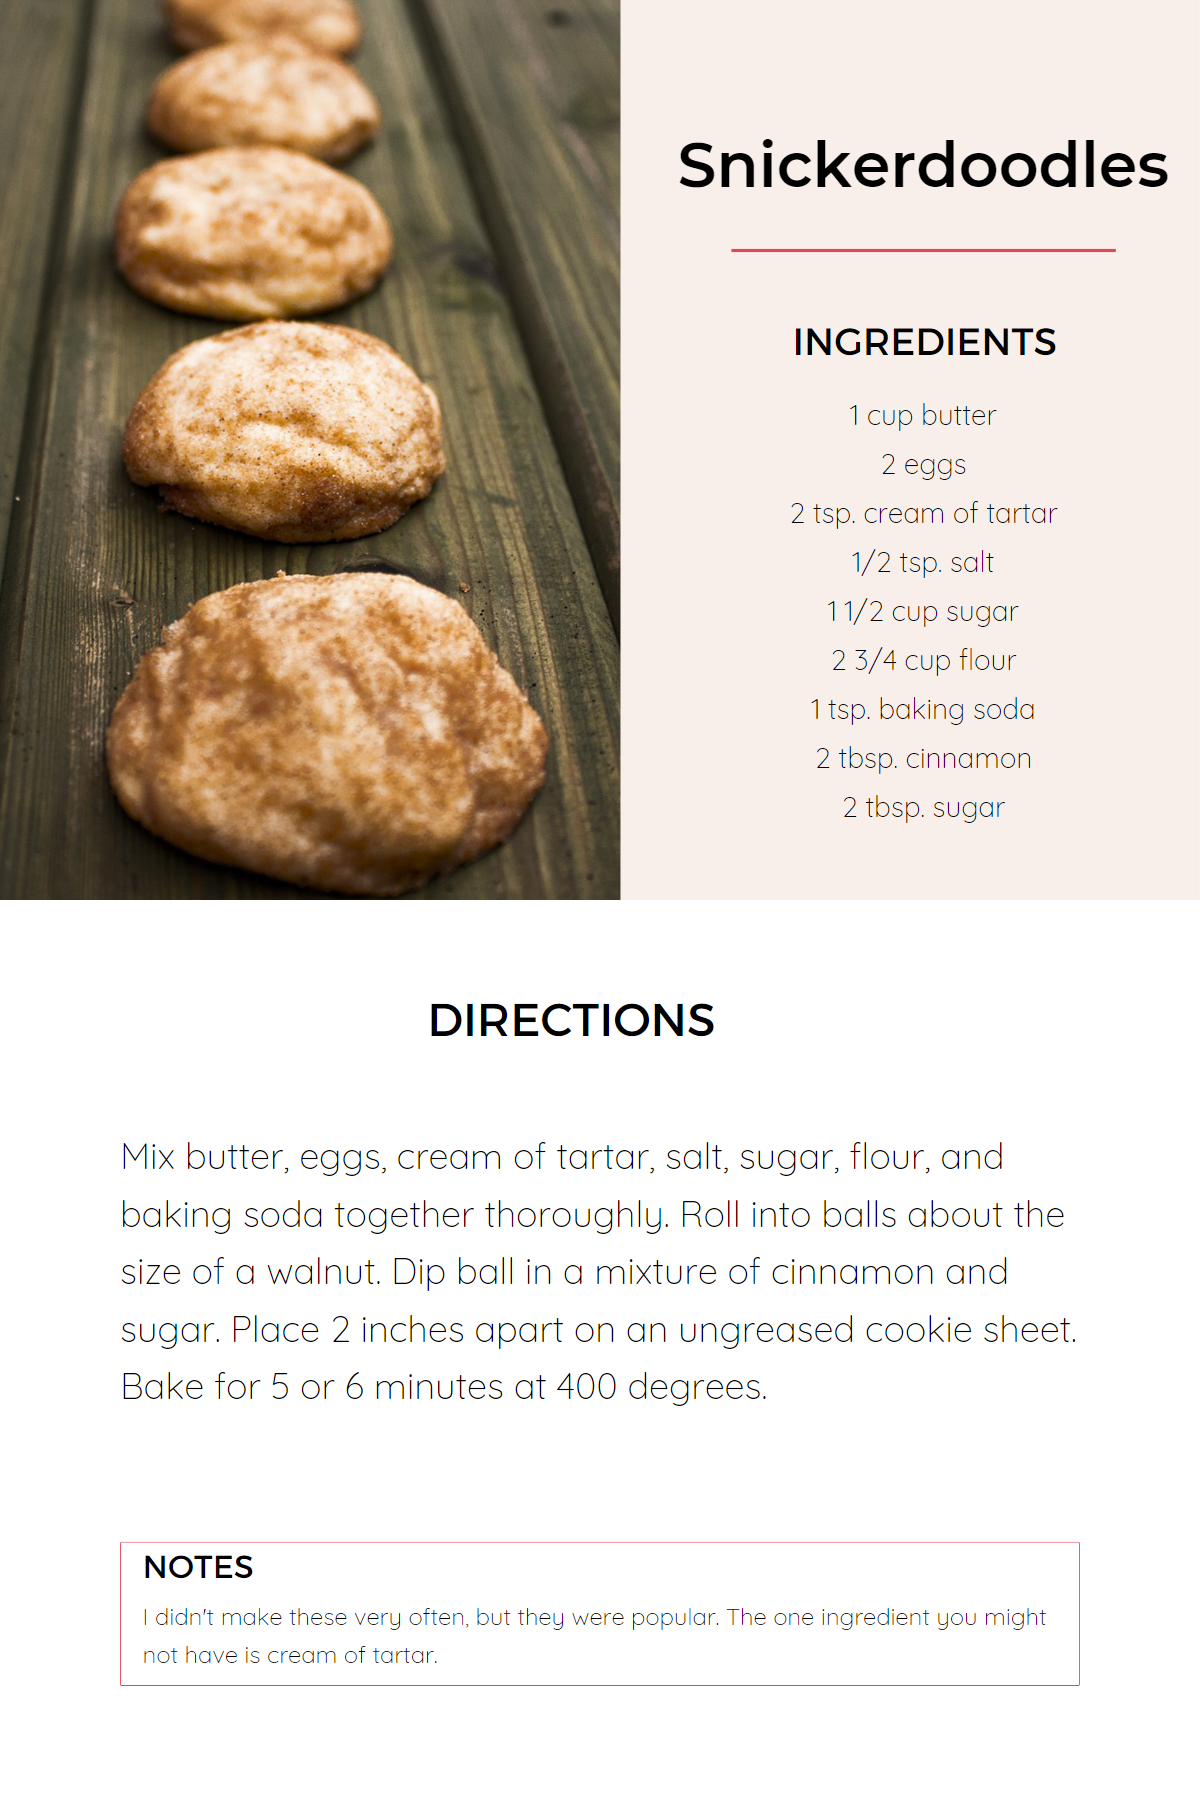 Snickerdoodles
INGREDIENTS
1 cup butter
2 eggs
2 tsp. cream of tartar
1/2 tsp. salt
1 1/2 cup sugar
2 3/4 cup flour
1 tsp. baking soda
2 tbsp. cinnamon
2 tbsp. sugar
DIRECTIONS
Mix butter, eggs, cream of tartar, salt, sugar, flour, and
baking soda together thoroughly. Roll into balls about the
size of a walnut. Dip ball in a mixture of cinnamon and
sugar. Place 2 inches apart on an ungreased cookie sheet.
Bake for 5 or 6 minutes at 400 degrees.
NOTES
I didn't make these very often, but they were popular. The one ingredient you might
not have is cream of tartar.